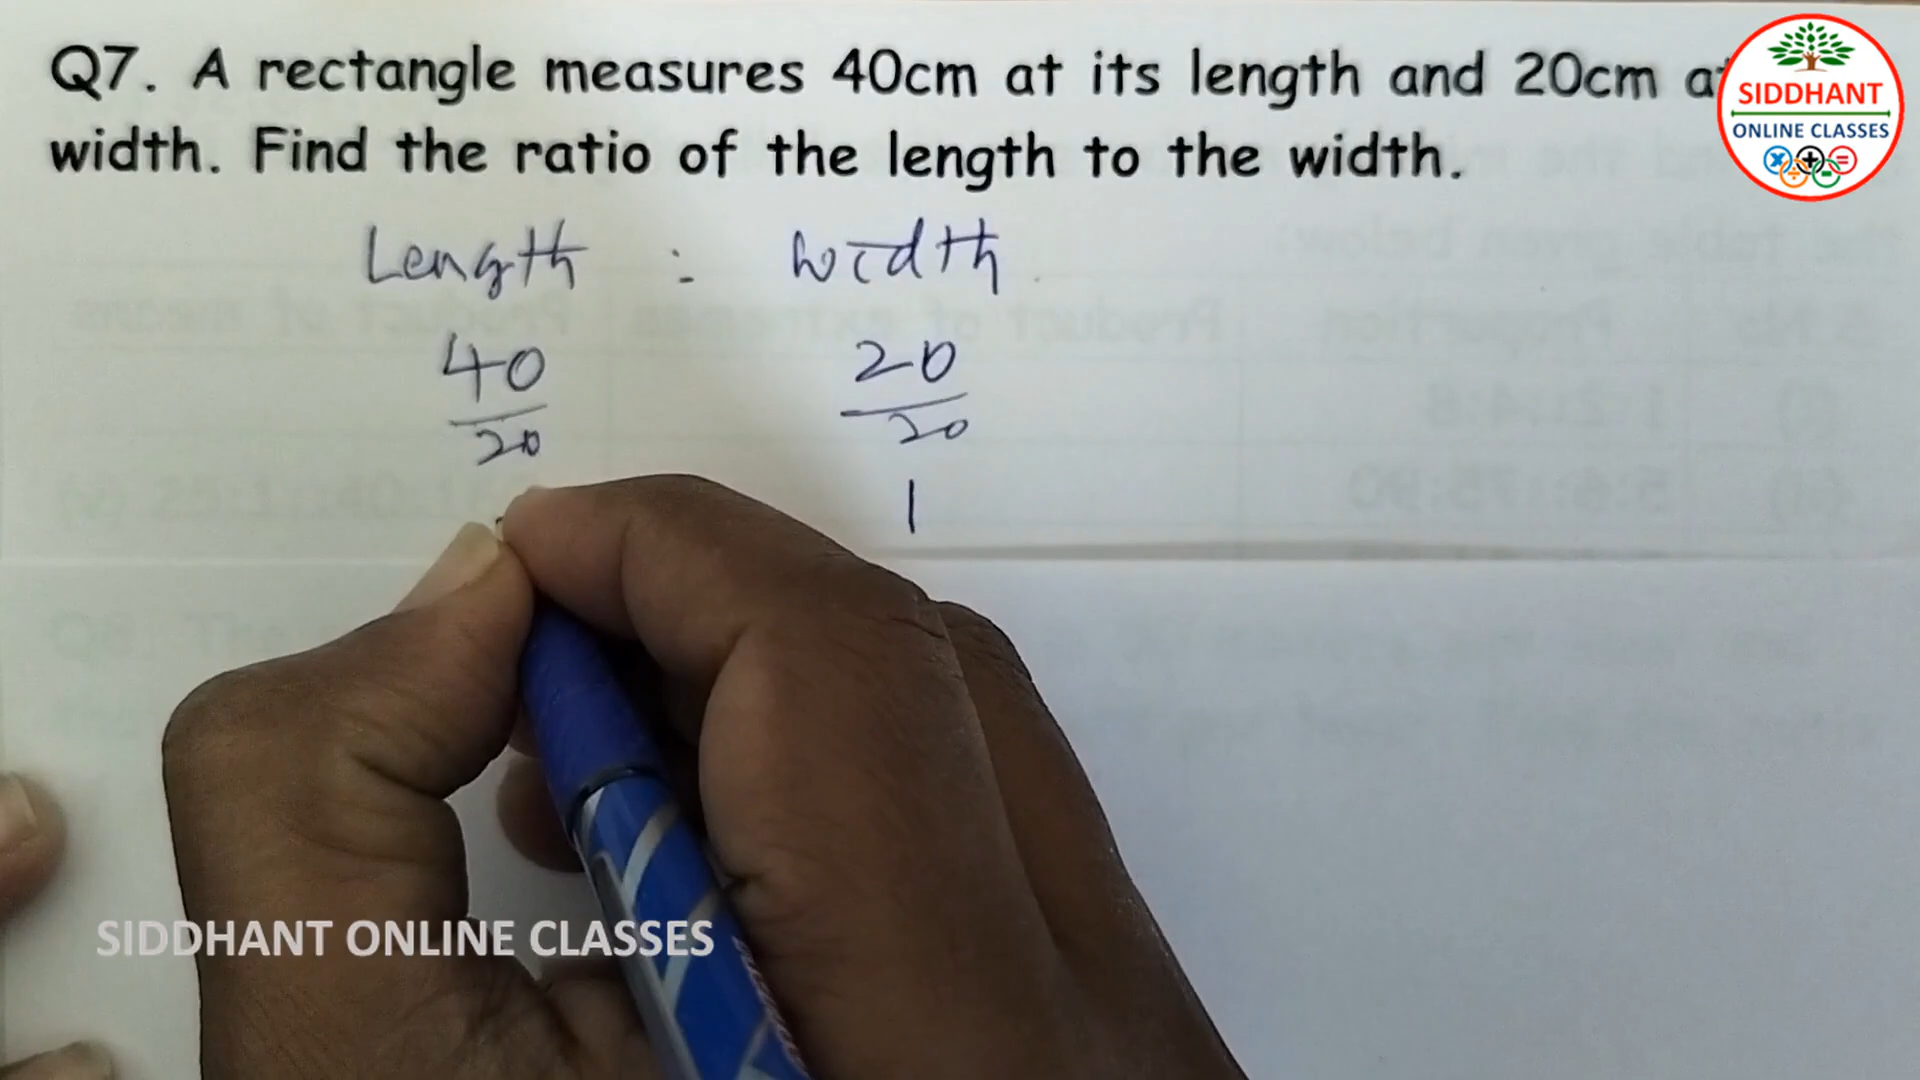 Q7. A rectangle measures 40cm at its length and 20cm
width. Find the ratio of the length to the width.
SIDDHANT
ONLINE CLASSES
Length : Width
40 20
20 20
1
SIDDHANT ONLINE CLASSES